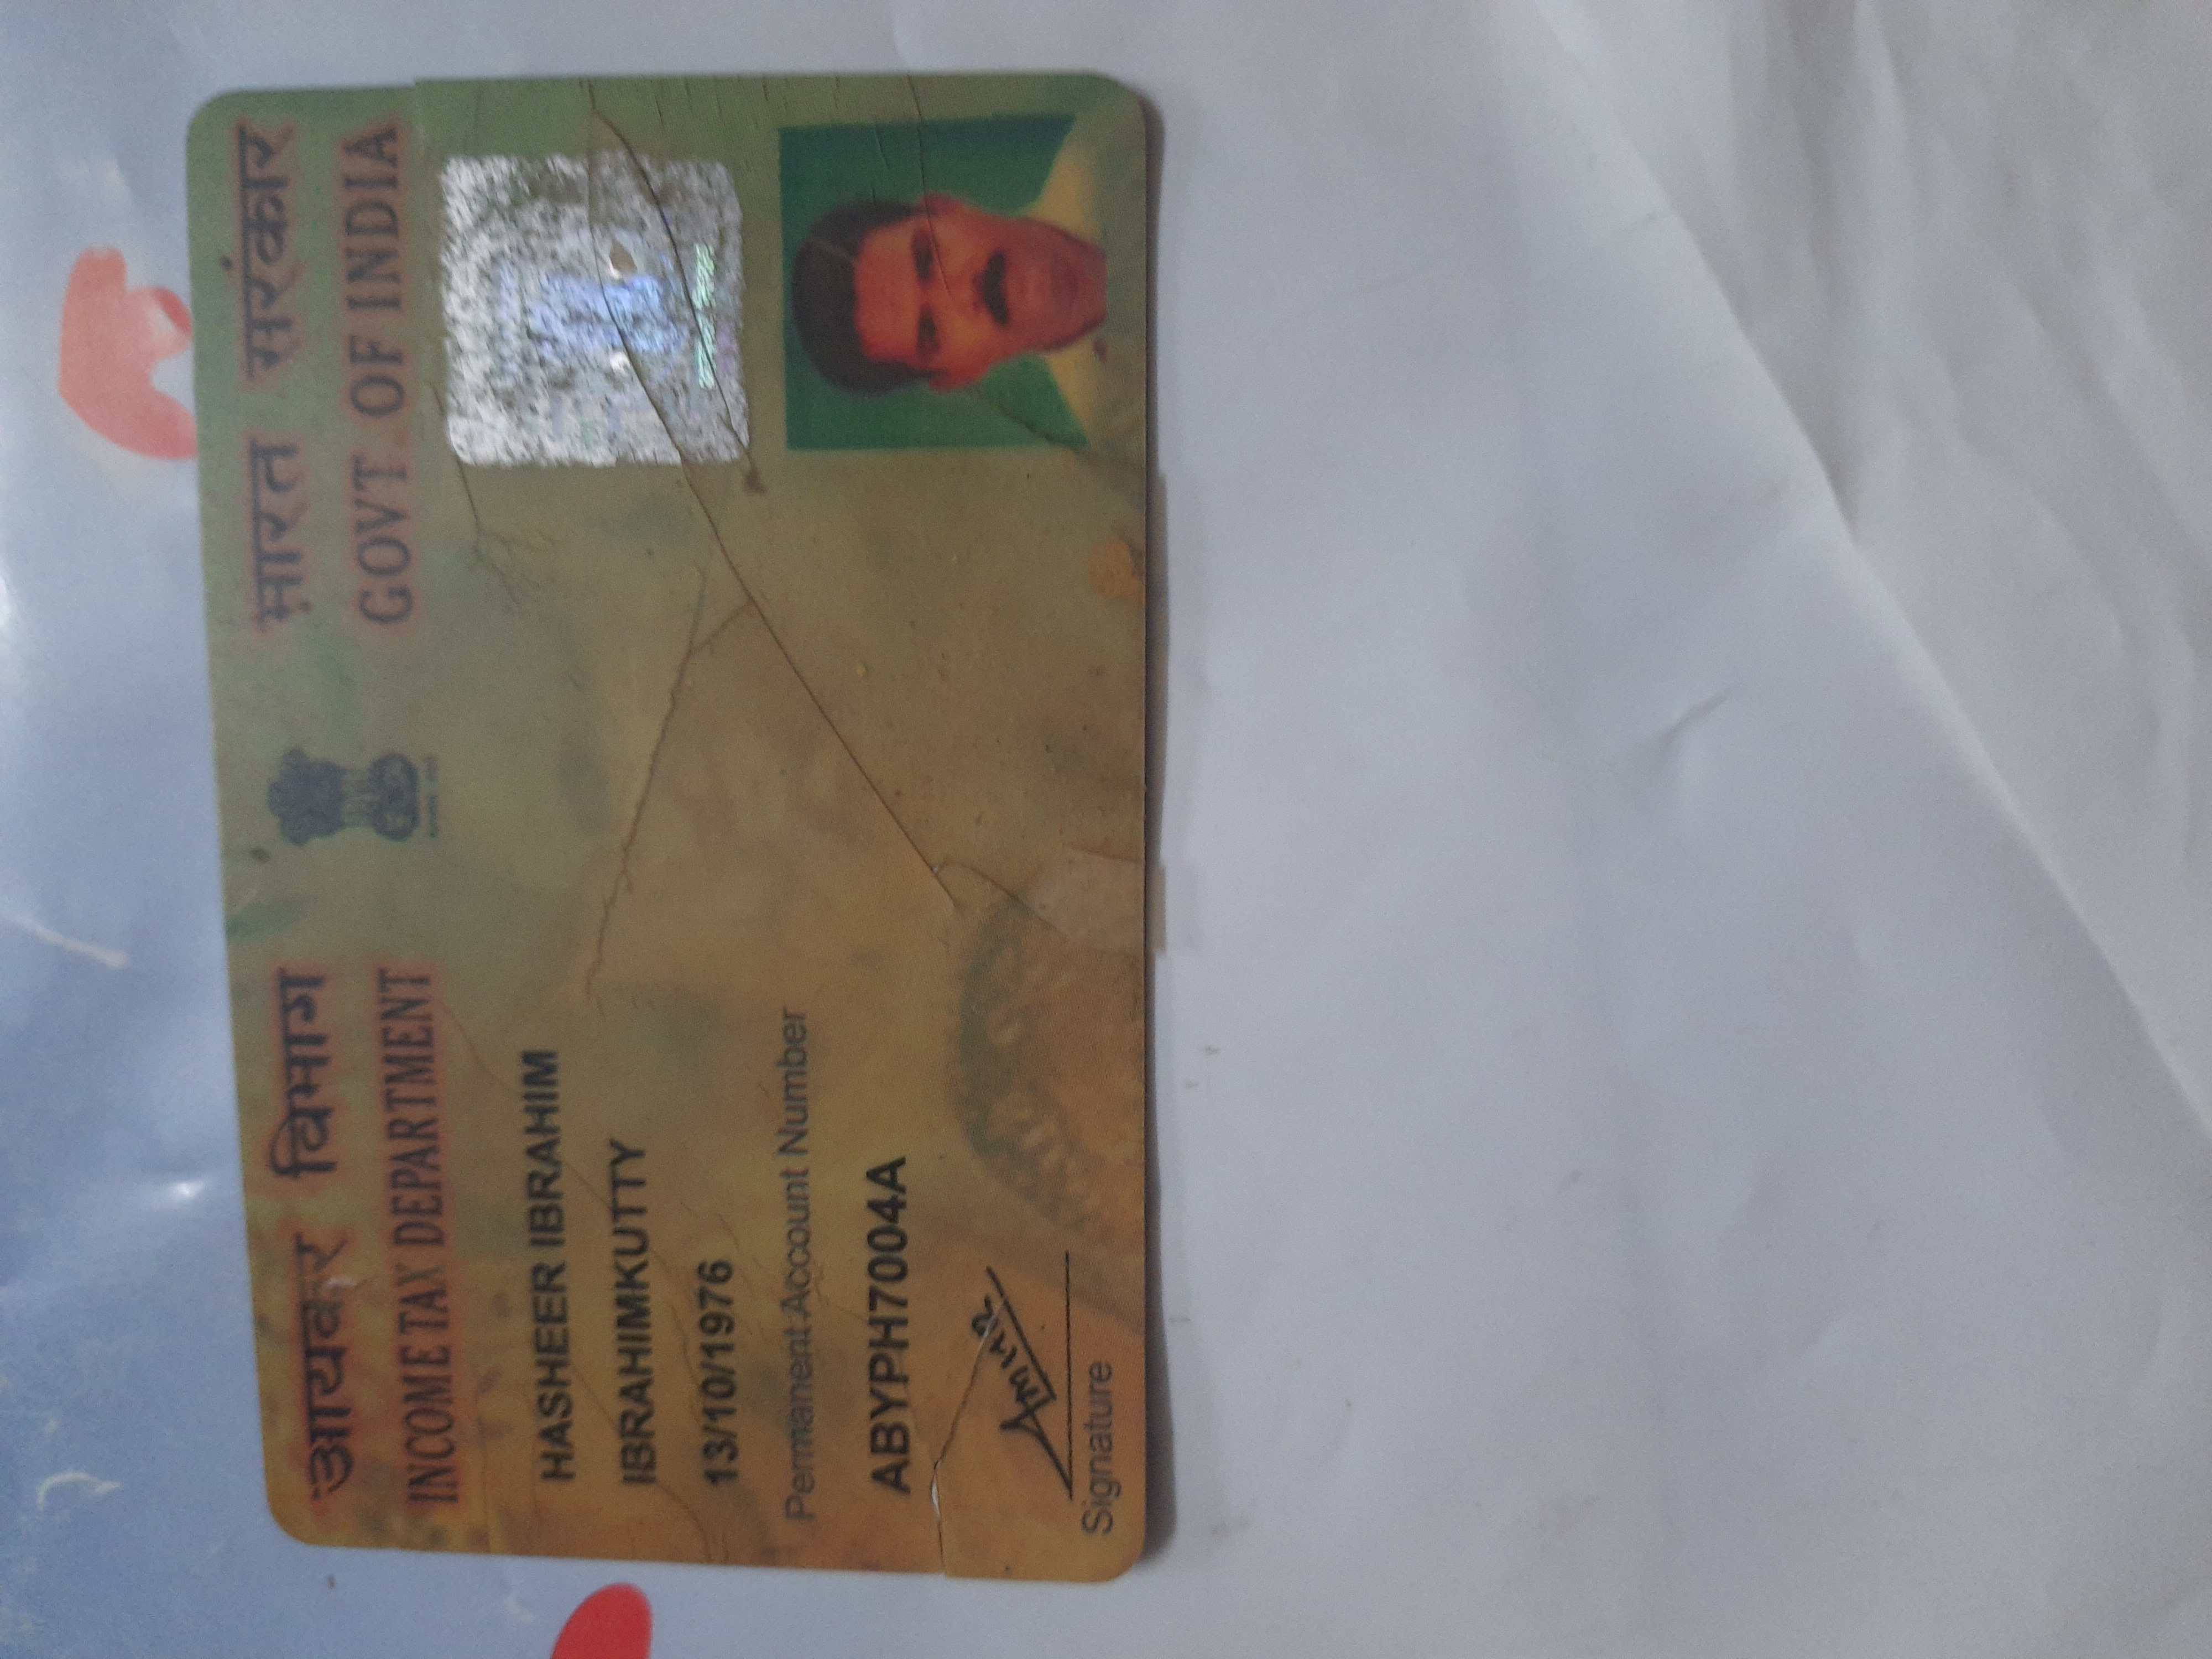 आयकर विभाग
INCOME TAX DEPARTMENT
भारत सरकार
GOVT. OF INDIA
HASHEER IBRAHIM
IBRAHIMKUTTY
13/10/1976
Permanent Account Number
ABYPH7004A
Signature